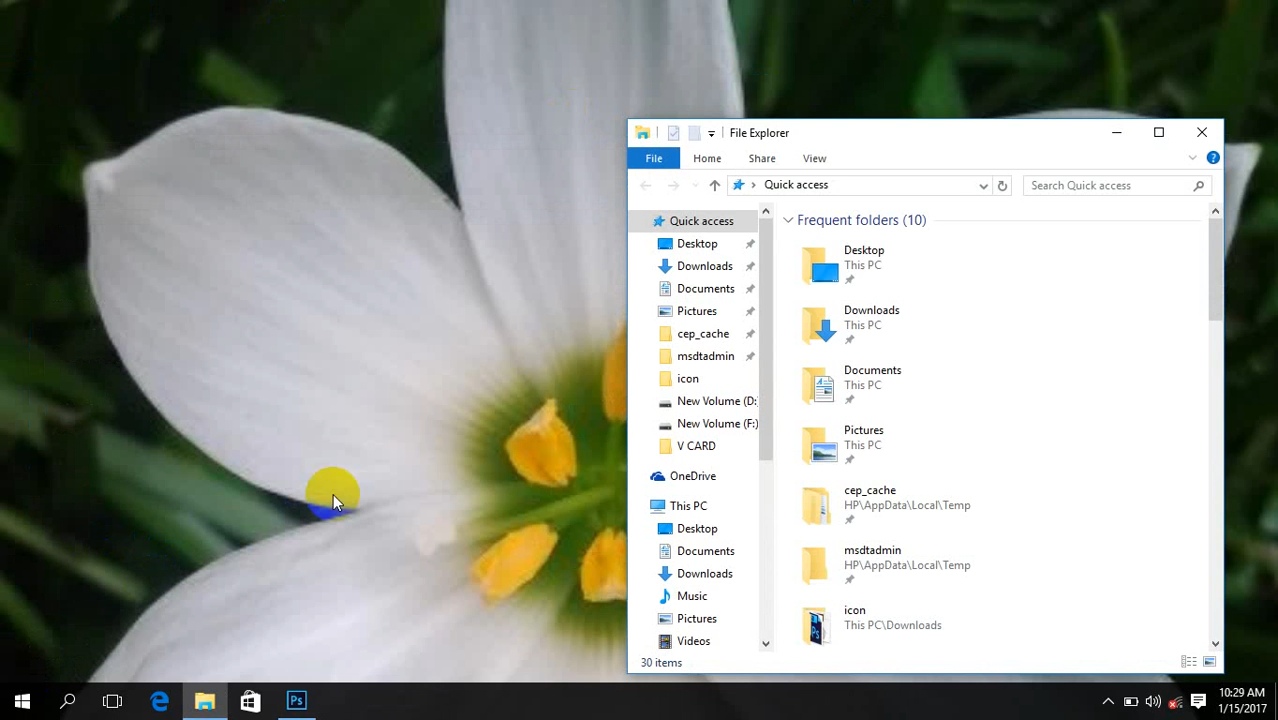 File Explorer
File Home Share View
Quick access
Search Quick access
Quick access
Desktop
Downloads
Documents
Pictures
cep_cache
msdtadmin
icon
New Volume (D:
New Volume (F:)
V CARD
OneDrive
This PC
Desktop
Documents
Downloads
Music
Pictures
Videos
Frequent folders (10)
Desktop
This PC
Downloads
This PC
Documents
This PC
Pictures
This PC
cep_cache
HP\AppData\Local\Temp
msdtadmin
HP\AppData\Local\Temp
icon
This PC\Downloads
Ps
30 items
Ps
10:29 AM
1/15/2017